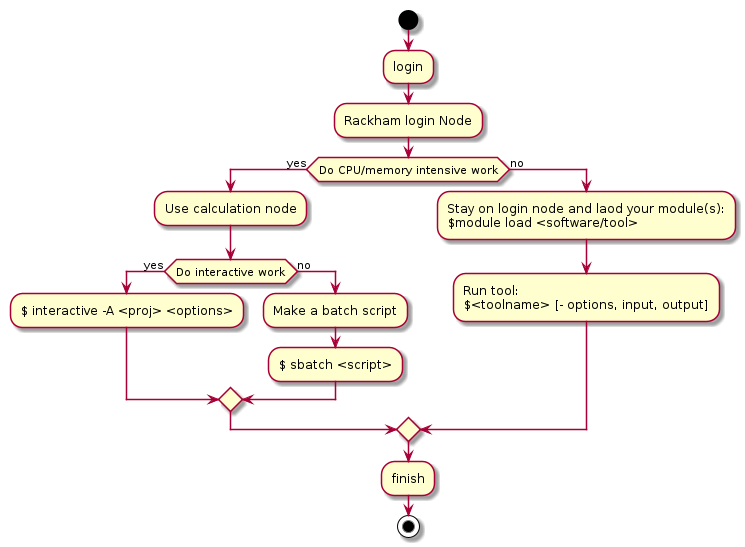 login
Rackham login Node
yes
Do CPU/memory intensive work
no
Use calculation node
Stay on login node and laod your module(s):
$module load <software/tool>
yes
Do interactive work
no
Run tool:
$<toolname> [- options, input, output]
$ interactive -A <proj> <options>
Make a batch script
$ sbatch <script>
finish